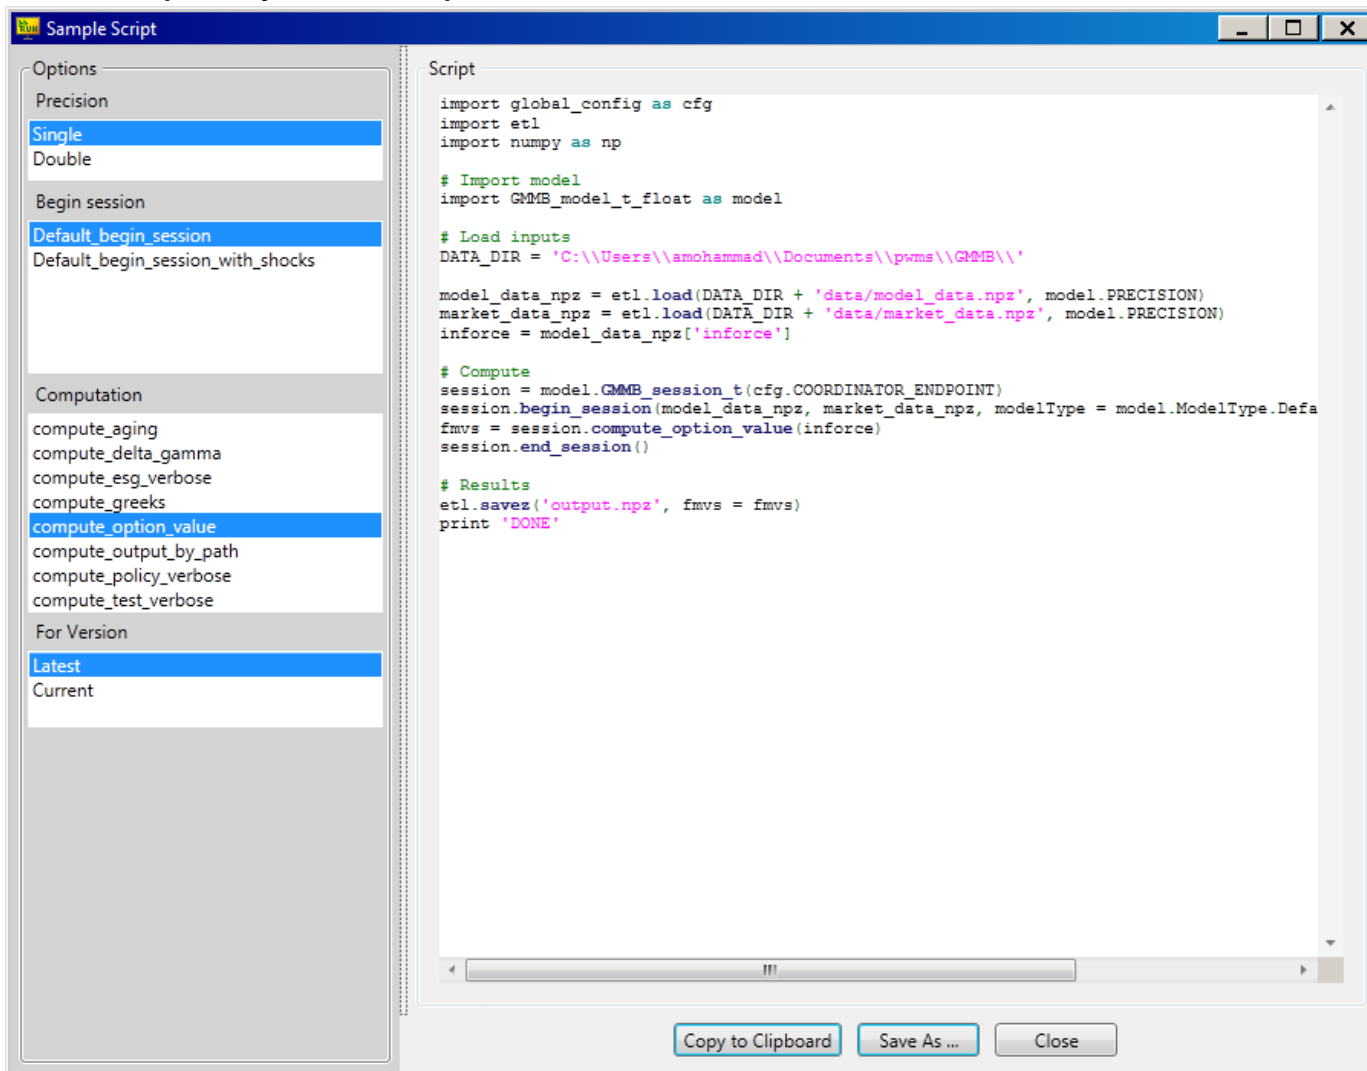 RUN
Sample Script
Options
Precision
Single
Double
Begin session
Default_begin_session
Default_begin_session_with_shocks
Computation
compute_aging
compute_delta_gamma
compute_esg_verbose
compute_greeks
compute_option_value
compute_output_by_path
compute_policy_verbose
compute_test_verbose
For Version
Latest
Current
Script
import global_config as cfg
import etl
import numpy as np
# Import model
import GMMB_model_t_float as model
# Load inputs
DATA_DIR = 'C:\\Users\\amohammad\\Documents\\pwms\\GMMB\\'
model_data_npz = etl.load(DATA_DIR + 'data/model_data.npz', model.PRECISION)
market_data_npz = etl.load(DATA_DIR + 'data/market_data.npz', model.PRECISION)
inforce = model_data_npz['inforce']
# Compute
session = model.GMMB_session_t(cfg.COORDINATOR_ENDPOINT)
session.begin_session(model_data_npz, market_data_npz, modelType = model.ModelType.Defa
fmvs = session.compute_option_value(inforce)
session.end_session()
# Results
etl.savez('output.npz', fmvs = fmvs)
print 'DONE'
Copy to Clipboard
Save As ...
Close